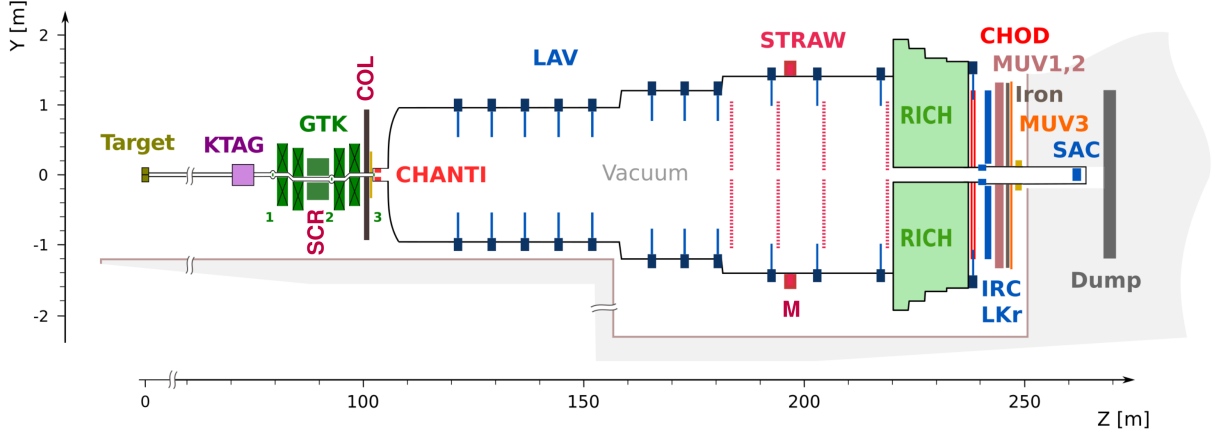 Y [m]
2
1
0
-1
-2
Target
KTAG
GTK
COL
CHANTI
SCR
1
2
3
LAV
Vacuum
STRAW
M
RICH
RICH
CHOD
MUV1,2
Iron
MUV3
SAC
IRC
LKr
Dump
0
100
150
200
250
Z [m]